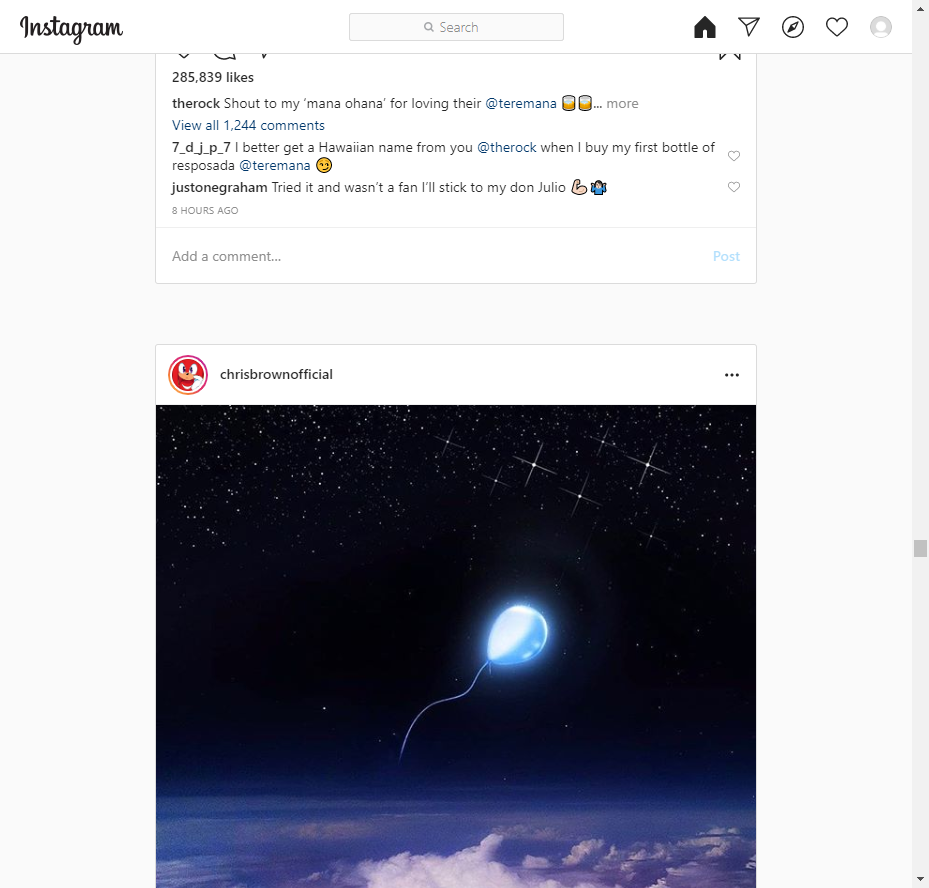 Instagram
Search
285,839 likes
therock Shout to my ‘mana ohana’ for loving their @teremana 🥃🥃... more
View all 1,244 comments
7_d_j_p_7 I better get a Hawaiian name from you @therock when I buy my first bottle of
resposada @teremana 😏
justonegraham Tried it and wasn’t a fan I’ll stick to my don Julio 💪🏻🤷🏻‍♂️
8 HOURS AGO
Add a comment...
Post
chrisbrownofficial